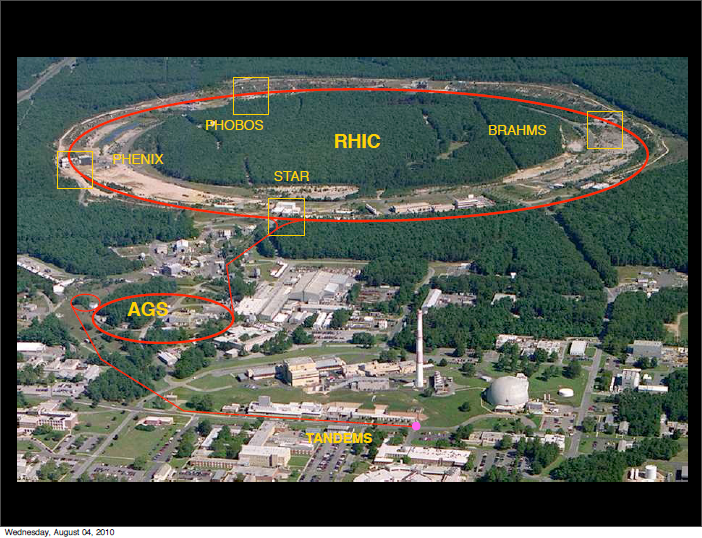 PHOBOS
RHIC
BRAHMS
PHENIX
STAR
AGS
TANDEMS
Wednesday, August 04, 2010